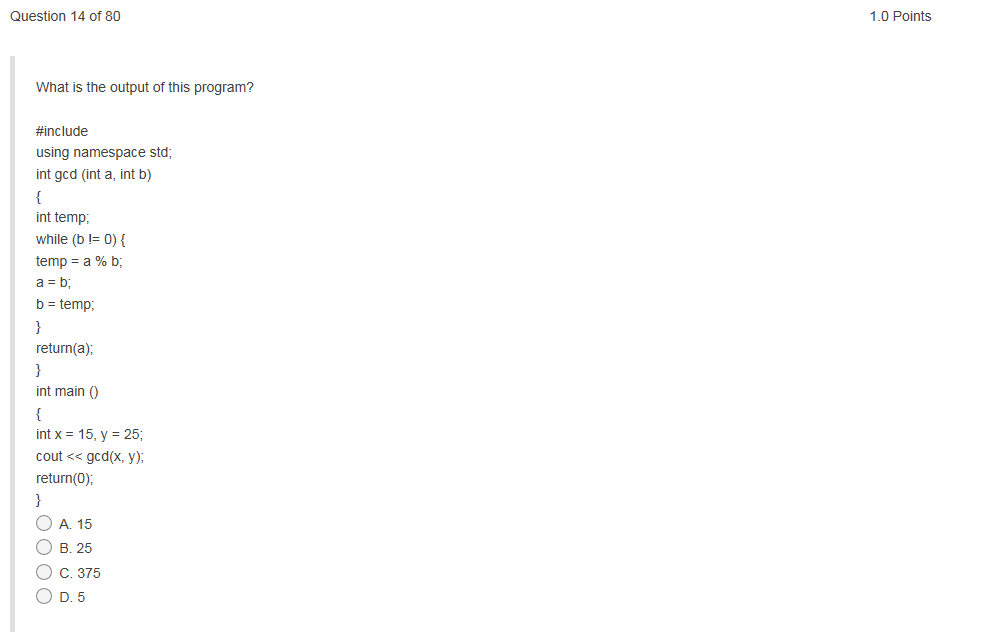 Question 14 of 80
1.0 Points
What is the output of this program?
#include
using namespace std;
int gcd (int a, int b)
{
int temp;
while (b != 0) {
temp = a % b;
a = b;
b = temp;
}
return(a);
}
int main ()
{
int x = 15, y = 25;
cout << gcd(x, y);
return(0);
}
A. 15
B. 25
C. 375
D. 5